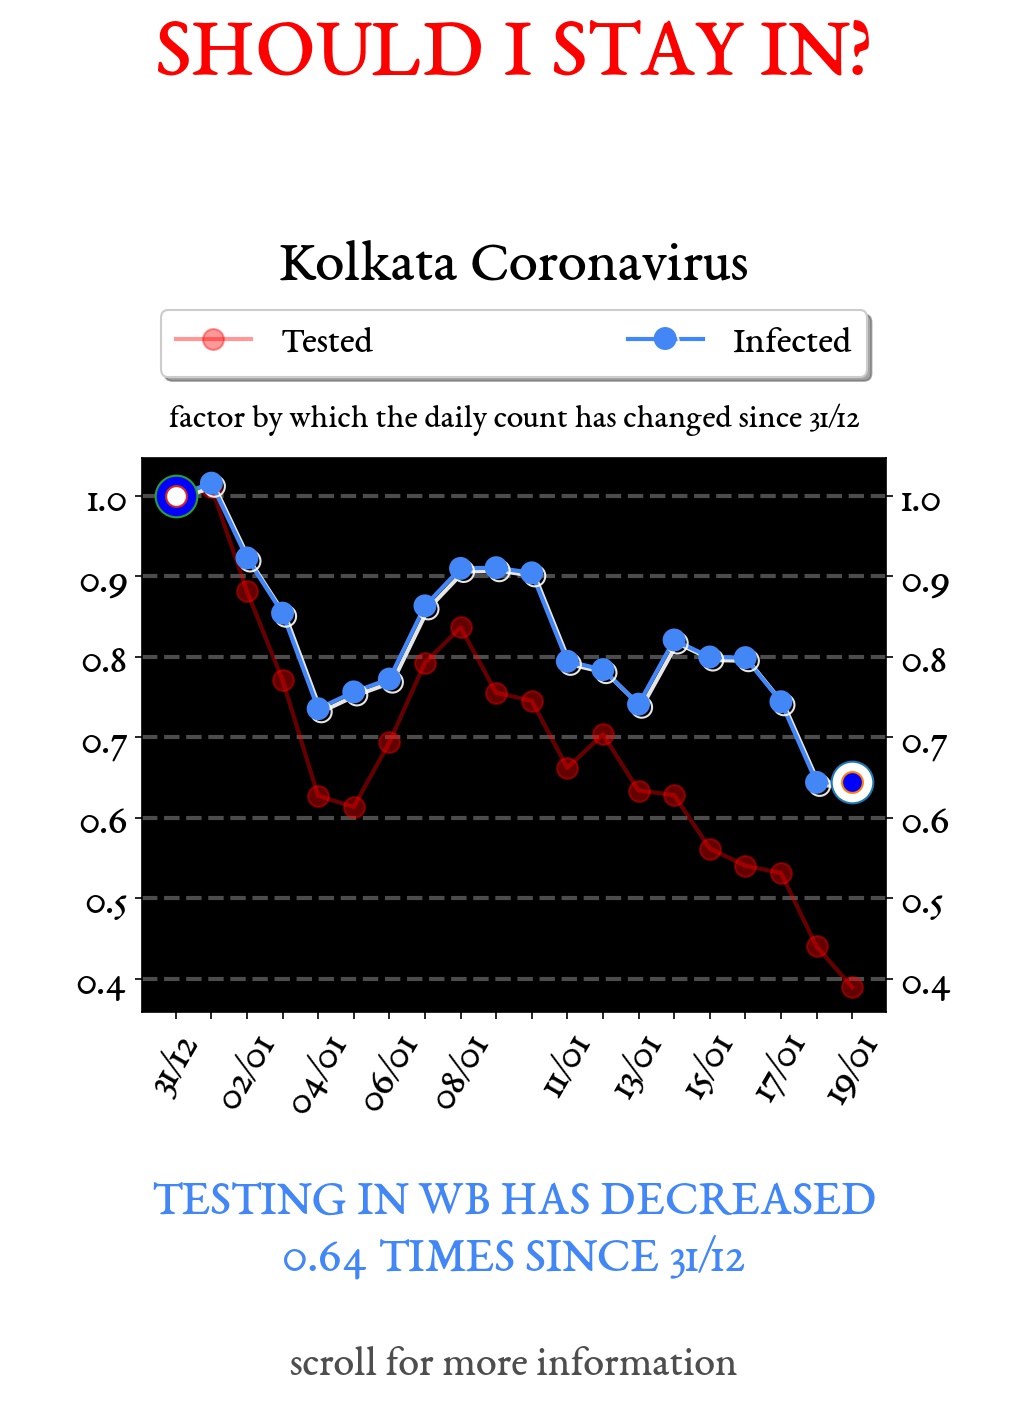 SHOULD I STAY IN?
Kolkata Coronavirus
Tested Infected
factor by which the daily count has changed since 31/12
1.0 1.0
0.9 0.9
0.8 0.8
0.7 0.7
0.6 0.6
0.5 0.5
0.4 0.4
31/12 02/01 04/01 06/01 08/01 11/01 13/01 15/01 17/01 19/01
TESTING IN WB HAS DECREASED
0.64 TIMES SINCE 31/12
scroll for more information